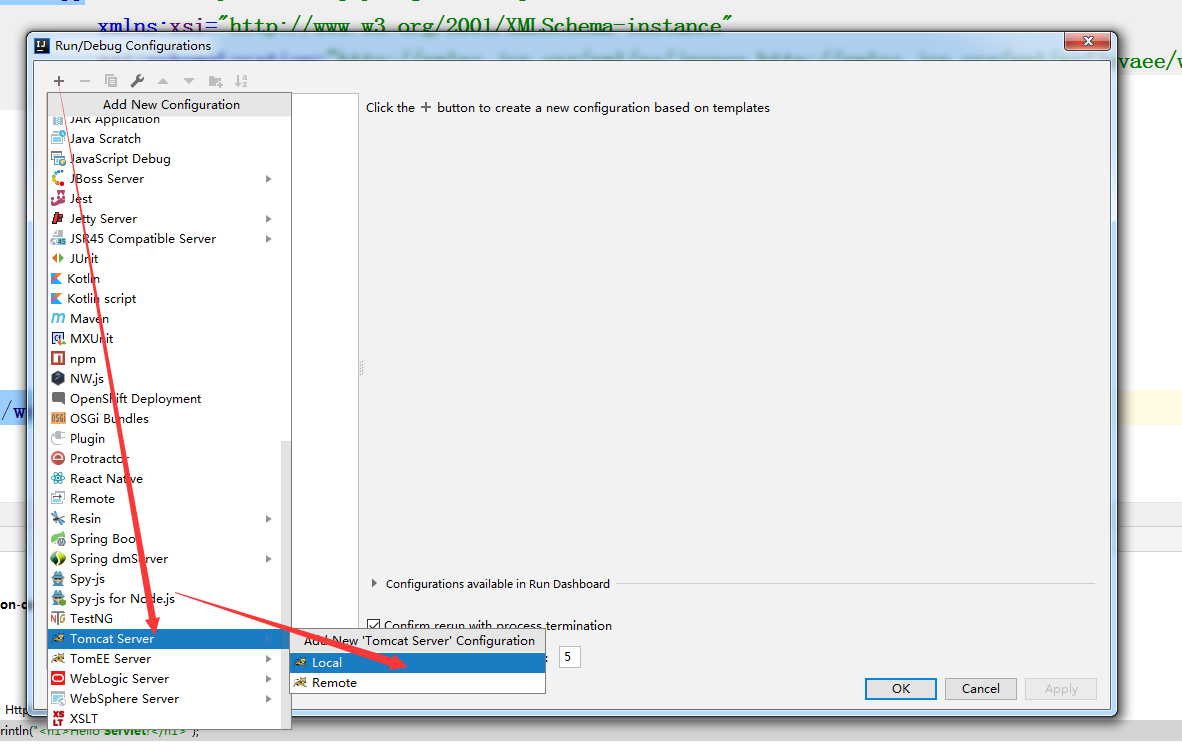 xmlns:xsi="http://www.w3.org/2001/XMLSchema-instance"
Run/Debug Configurations
vaee/w
Add New Configuration
Click the + button to create a new configuration based on templates
JAR Application
Java Scratch
JavaScript Debug
JBoss Server
Jest
Jetty Server
JSR45 Compatible Server
JUnit
Kotlin
Kotlin script
Maven
MXUnit
npm
NW.js
OpenShift Deployment
/w
OSGi Bundles
Plugin
Protractor
React Native
Remote
Resin
Spring Boot
Spring dmServer
Spy-js
Configurations available in Run Dashboard
on-c
Spy-js for Node.js
TestNG
Confirm rerun with process termination
Tomcat Server
Add New 'Tomcat Server' Configuration
TomEE Server
Local
: 5
WebLogic Server
Remote
OK
Cancel
Apply
WebSphere Server
Http
XSLT
rintln("<h1>Hello Servlet!</h1>");